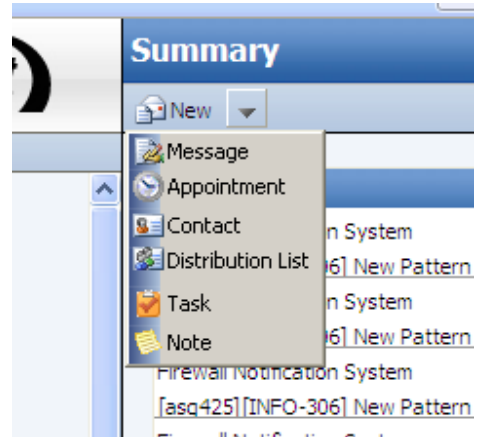 Summary
New
Message
Appointment
Contact
n System
Distribution List
06] New Pattern
Task
n System
Note
06] New Pattern
Firewall Notification System
[asg425][INFO-306] New Pattern